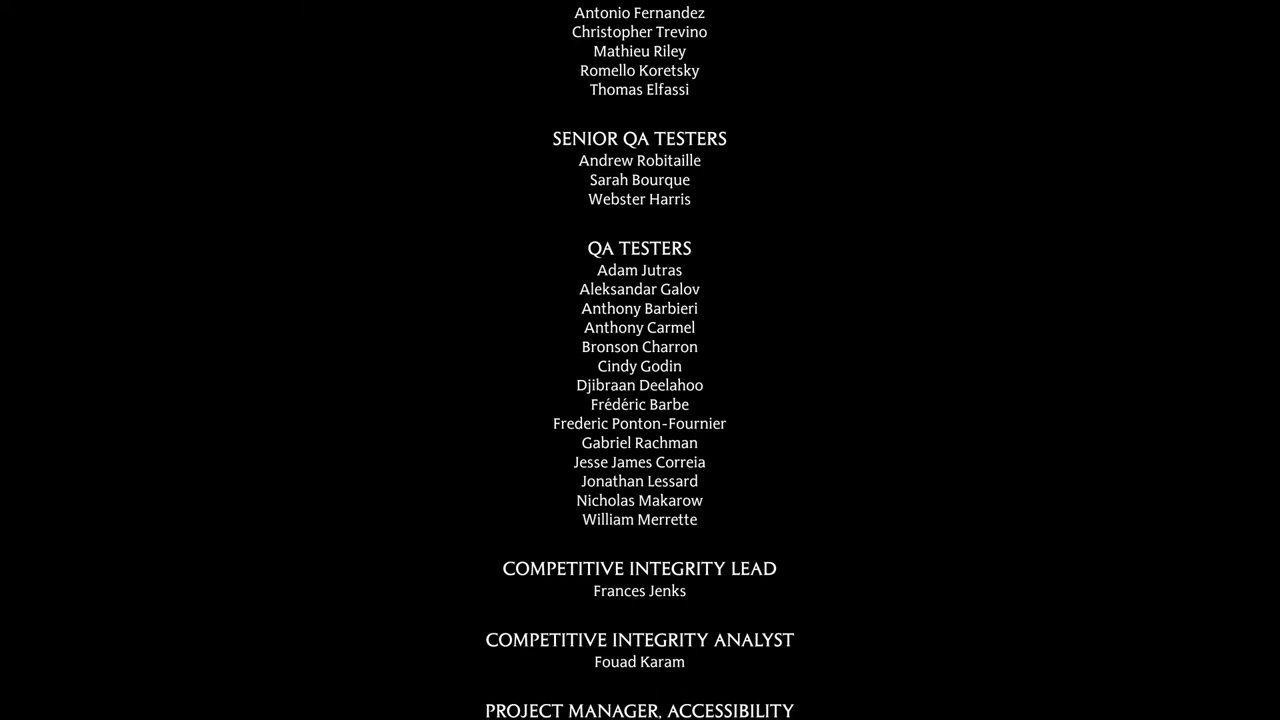 Antonio Fernandez
Christopher Trevino
Mathieu Riley
Romello Koretsky
Thomas Elfassi
SENIOR QA TESTERS
Andrew Robitaille
Sarah Bourque
Webster Harris
QA TESTERS
Adam Jutras
Aleksandar Galov
Anthony Barbieri
Anthony Carmel
Bronson Charron
Cindy Godin
Djibraan Deelahoo
Frédéric Barbe
Frederic Ponton-Fournier
Gabriel Rachman
Jesse James Correia
Jonathan Lessard
Nicholas Makarow
William Merrette
COMPETITIVE INTEGRITY LEAD
Frances Jenks
COMPETITIVE INTEGRITY ANALYST
Fouad Karam
PROJECT MANAGER, ACCESSIBILITY